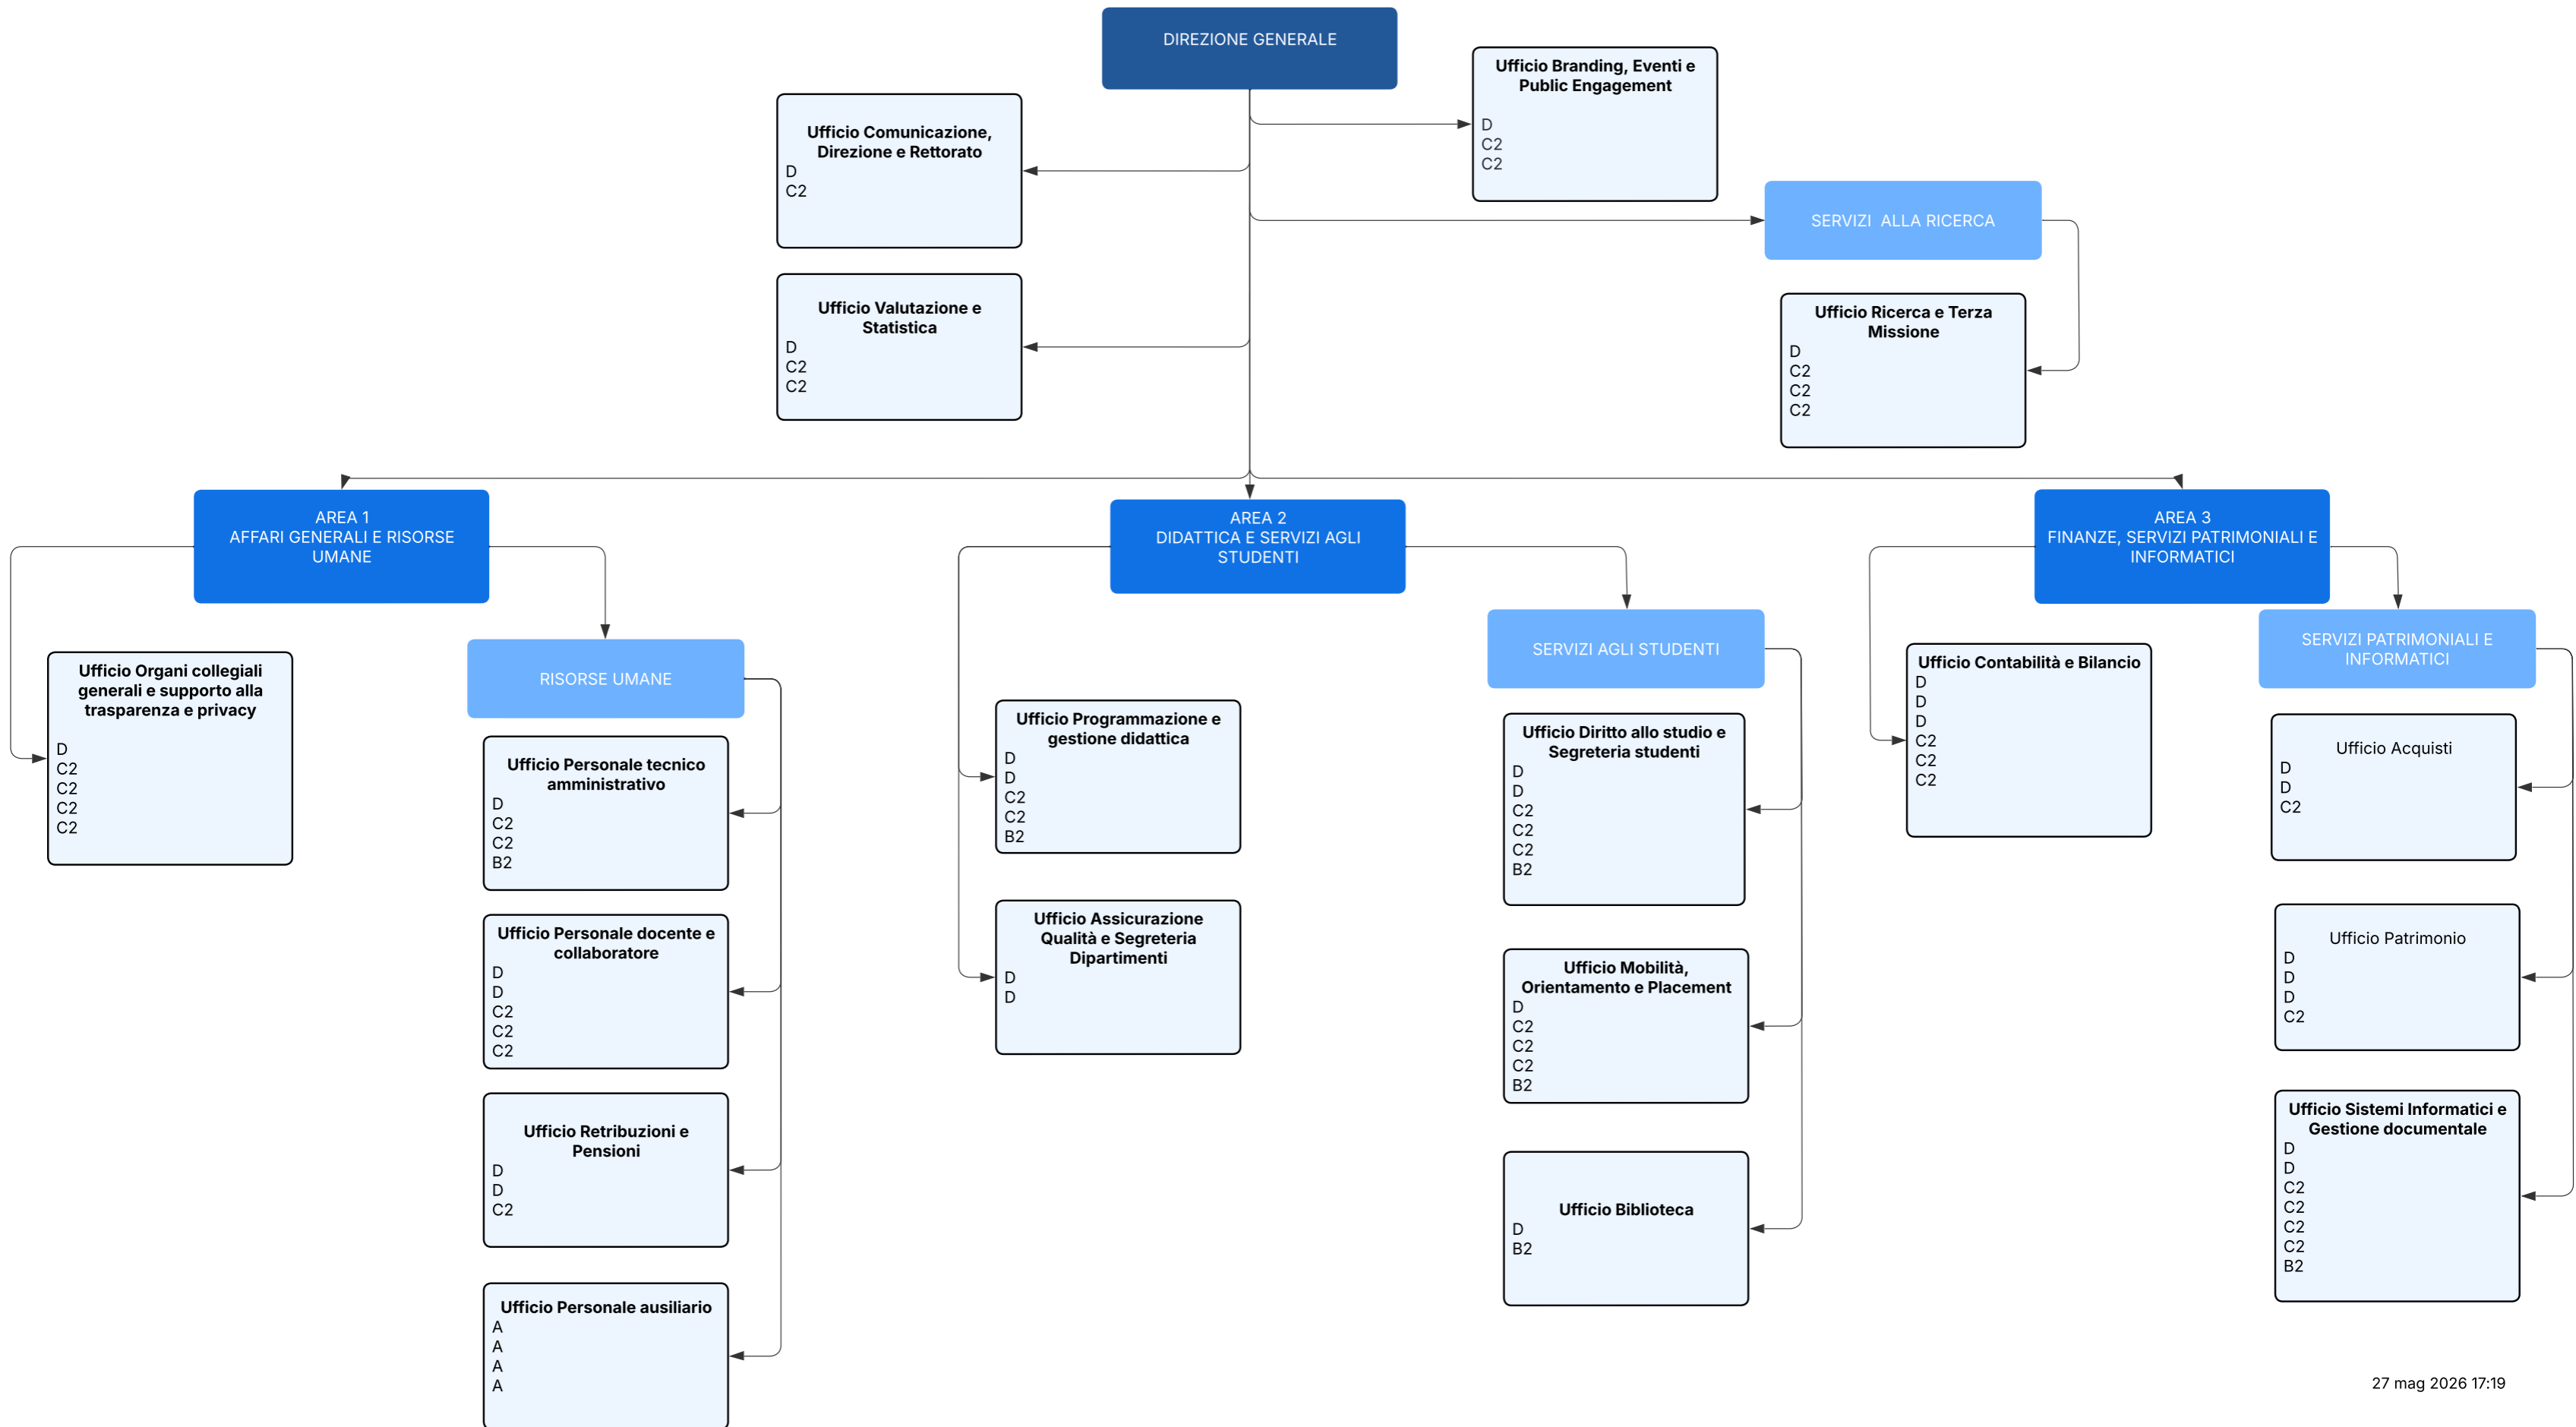 DIREZIONE GENERALE
Ufficio Branding, Eventi e
Public Engagement
D
C2
C2
Ufficio Comunicazione,
Direzione e Rettorato
D
C2
SERVIZI  ALLA RICERCA
Ufficio Valutazione e
Statistica
D
C2
C2
Ufficio Ricerca e Terza
Missione
D
C2
C2
C2
AREA 1
AFFARI GENERALI E RISORSE
UMANE
Ufficio Organi collegiali
generali e supporto alla
trasparenza e privacy
D
C2
C2
C2
C2
RISORSE UMANE
Ufficio Personale tecnico
amministrativo
D
C2
C2
B2
Ufficio Personale docente e
collaboratore
D
D
C2
C2
C2
Ufficio Retribuzioni e
Pensioni
D
D
C2
Ufficio Personale ausiliario
A
A
A
A
AREA 2
DIDATTICA E SERVIZI AGLI
STUDENTI
Ufficio Programmazione e
gestione didattica
D
D
C2
C2
B2
Ufficio Assicurazione
Qualità e Segreteria
Dipartimenti
D
D
SERVIZI AGLI STUDENTI
Ufficio Diritto allo studio e
Segreteria studenti
D
D
C2
C2
C2
B2
Ufficio Mobilità,
Orientamento e Placement
D
C2
C2
C2
B2
Ufficio Biblioteca
D
B2
AREA 3
FINANZE, SERVIZI PATRIMONIALI E
INFORMATICI
Ufficio Contabilità e Bilancio
D
D
D
C2
C2
C2
SERVIZI PATRIMONIALI E
INFORMATICI
Ufficio Acquisti
D
D
C2
Ufficio Patrimonio
D
D
D
C2
Ufficio Sistemi Informatici e
Gestione documentale
D
D
C2
C2
C2
C2
B2
27 mag 2026 17:19